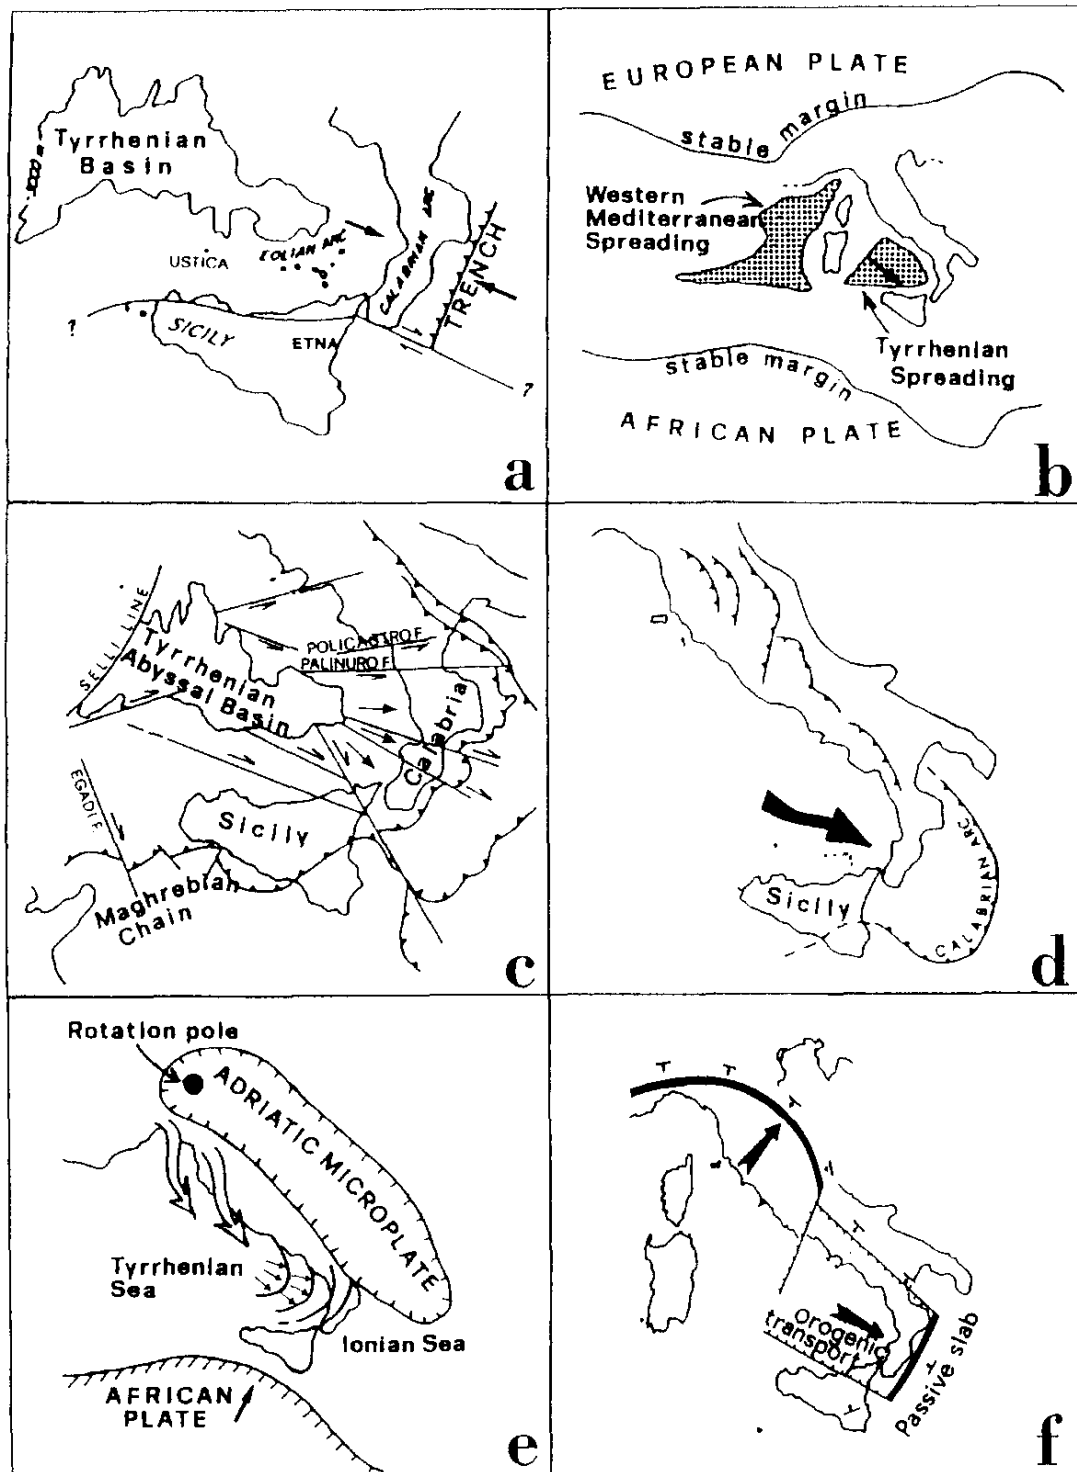 Tyrrhenian
Basin
3000 m
USTICA
EOLIAN ARC
CALABRIAN ARC
TRENCH
?
SICILY
ETNA
?
a
EUROPEAN PLATE
stable margin
Western
Mediterranean
Spreading
Tyrrhenian
Spreading
stable margin
AFRICAN PLATE
b
SELLI LINE
Tyrrhenian
Abyssal Basin
POLICASTRO F.
PALINURO F.
Calabria
EGADI F.
Sicily
Maghrebian
Chain
c
Sicily
CALABRIAN ARC
d
Rotation pole
ADRIATIC MICROPLATE
Tyrrhenian
Sea
Ionian Sea
AFRICAN
PLATE
e
Orogenic
transport
Passive slab
f